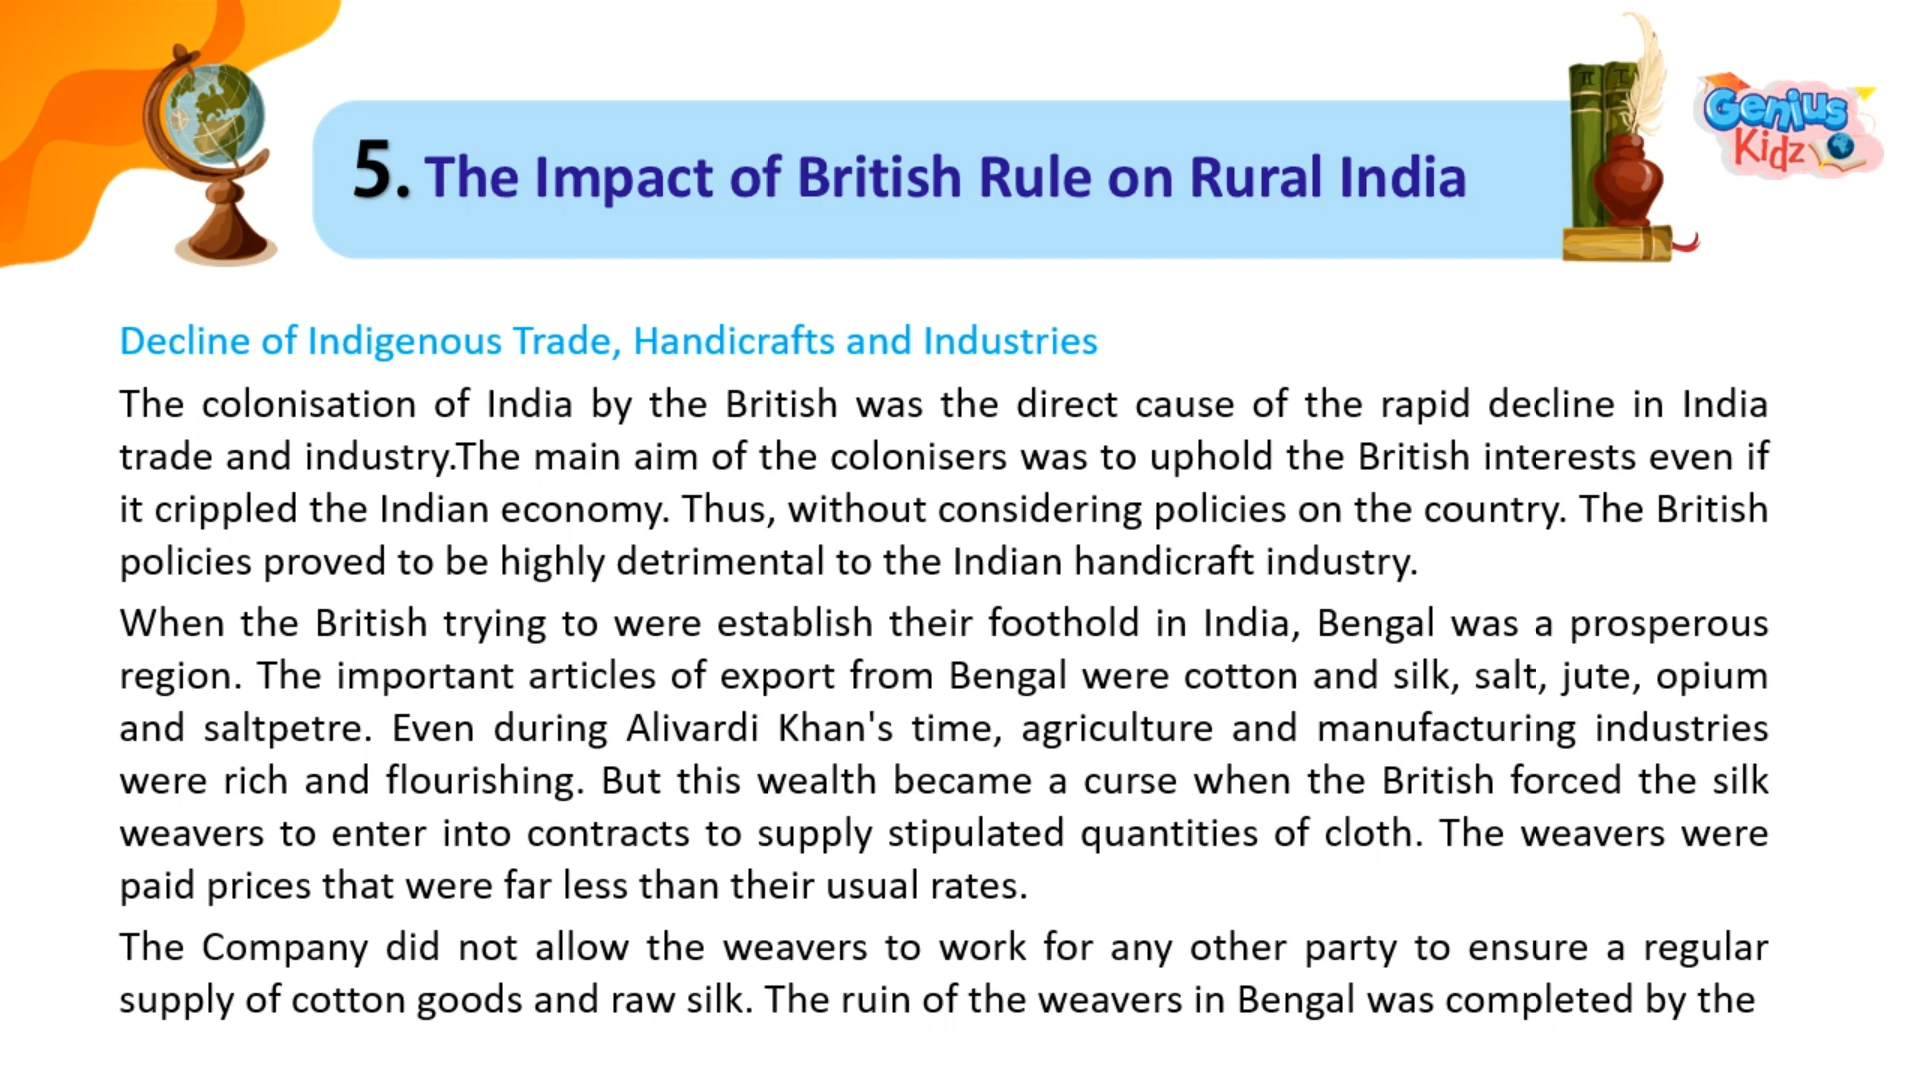 5. The Impact of British Rule on Rural India
Genius
Kidz
Decline of Indigenous Trade, Handicrafts and Industries
The colonisation of India by the British was the direct cause of the rapid decline in India
trade and industry.The main aim of the colonisers was to uphold the British interests even if
it crippled the Indian economy. Thus, without considering policies on the country. The British
policies proved to be highly detrimental to the Indian handicraft industry.
When the British trying to were establish their foothold in India, Bengal was a prosperous
region. The important articles of export from Bengal were cotton and silk, salt, jute, opium
and saltpetre. Even during Alivardi Khan's time, agriculture and manufacturing industries
were rich and flourishing. But this wealth became a curse when the British forced the silk
weavers to enter into contracts to supply stipulated quantities of cloth. The weavers were
paid prices that were far less than their usual rates.
The Company did not allow the weavers to work for any other party to ensure a regular
supply of cotton goods and raw silk. The ruin of the weavers in Bengal was completed by the